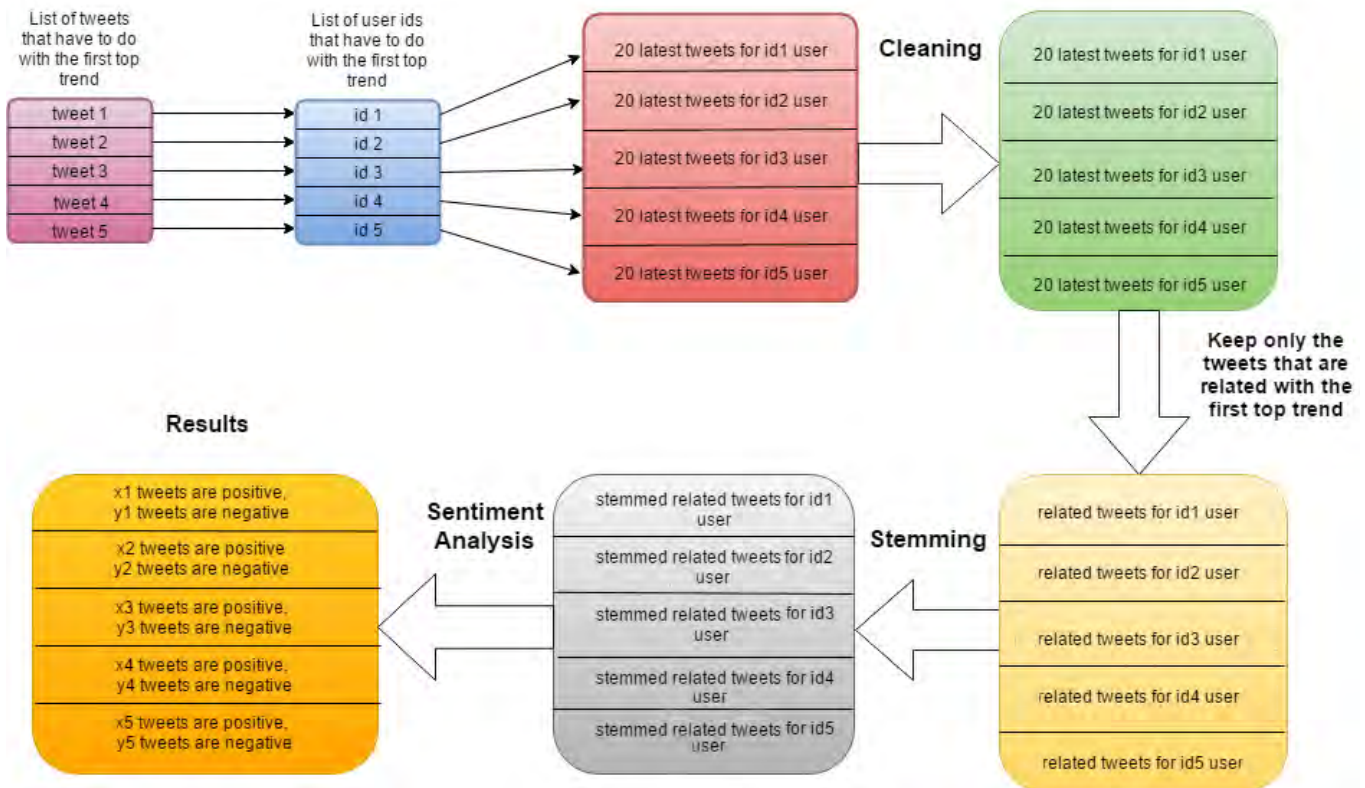 List of tweets
that have to do
with the first top
trend
tweet 1
tweet 2
tweet 3
tweet 4
tweet 5
List of user ids
that have to do
with the first top
trend
id 1
id 2
id 3
id 4
id 5
20 latest tweets for id1 user
20 latest tweets for id2 user
20 latest tweets for id3 user
20 latest tweets for id4 user
20 latest tweets for id5 user
Cleaning
20 latest tweets for id1 user
20 latest tweets for id2 user
20 latest tweets for id3 user
20 latest tweets for id4 user
20 latest tweets for id5 user
Keep only the
tweets that are
related with the
first top trend
related tweets for id1 user
related tweets for id2 user
related tweets for id3 user
related tweets for id4 user
related tweets for id5 user
Stemming
stemmed related tweets for id1
user
stemmed related tweets for id2
user
stemmed related tweets for id3
user
stemmed related tweets for id4
user
stemmed related tweets for id5
user
Sentiment
Analysis
Results
x1 tweets are positive,
y1 tweets are negative
x2 tweets are positive
y2 tweets are negative
x3 tweets are positive,
y3 tweets are negative
x4 tweets are positive,
y4 tweets are negative
x5 tweets are positive,
y5 tweets are negative